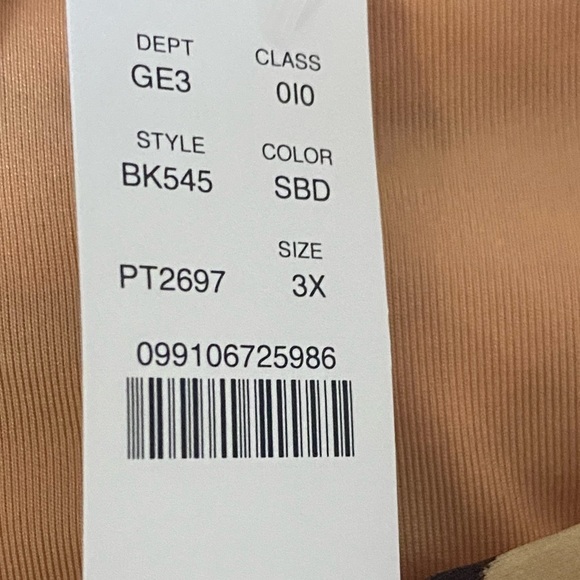 DEPT CLASS
GE3 010
STYLE COLOR
BK545 SBD
SIZE
PT2697 3X
099106725986